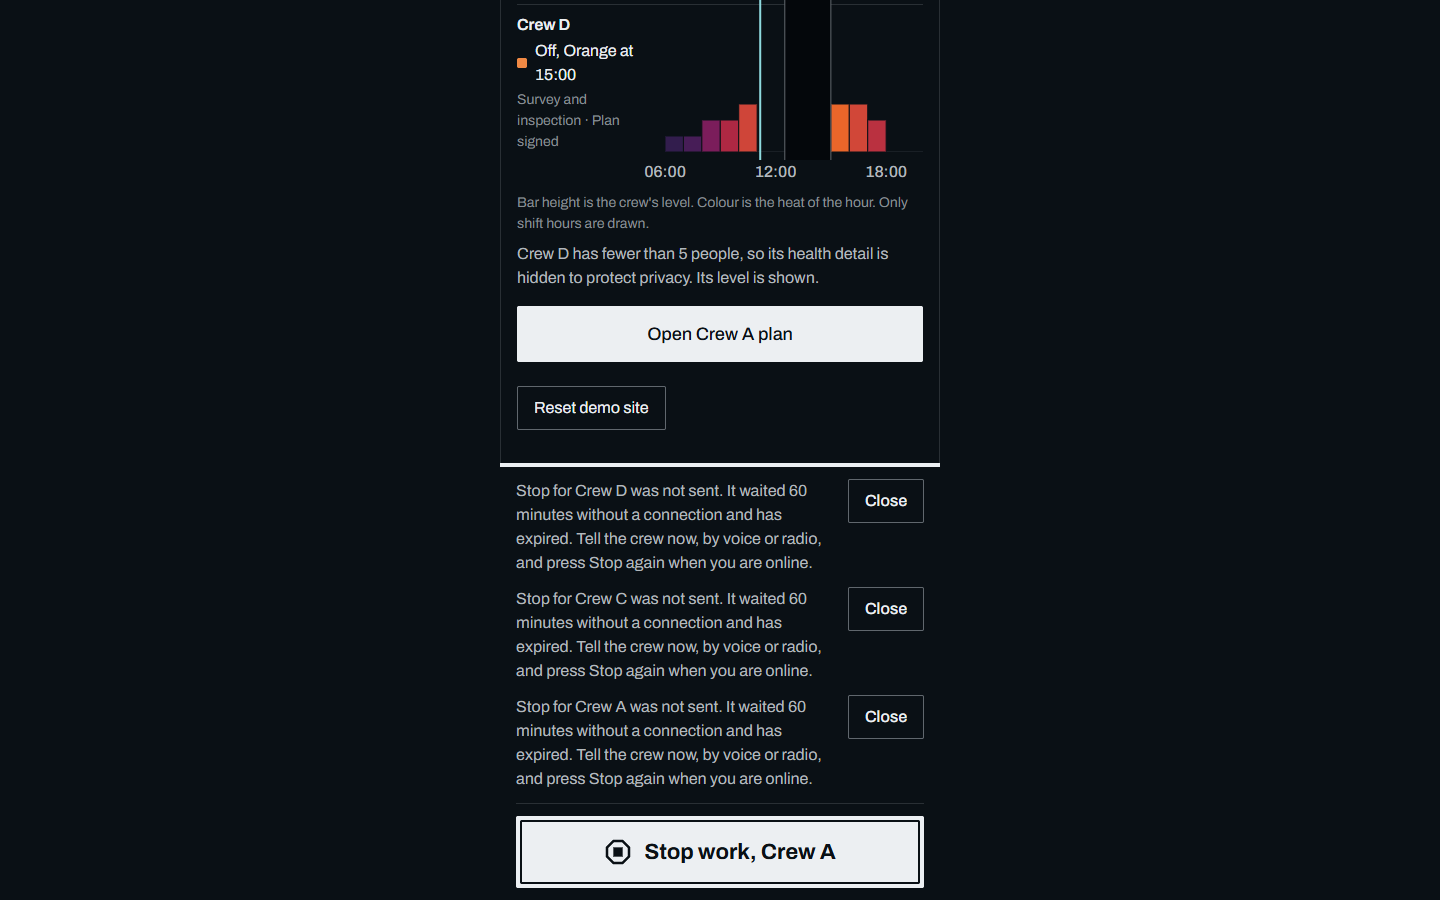 Crew D
Off, Orange at
15:00
Survey and
inspection · Plan
signed
06:00 12:00 18:00
Bar height is the crew's level. Colour is the heat of the hour. Only
shift hours are drawn.
Crew D has fewer than 5 people, so its health detail is
hidden to protect privacy. Its level is shown.
Open Crew A plan
Reset demo site
Stop for Crew D was not sent. It waited 60
minutes without a connection and has
expired. Tell the crew now, by voice or radio,
and press Stop again when you are online.
Close
Stop for Crew C was not sent. It waited 60
minutes without a connection and has
expired. Tell the crew now, by voice or radio,
and press Stop again when you are online.
Close
Stop for Crew A was not sent. It waited 60
minutes without a connection and has
expired. Tell the crew now, by voice or radio,
and press Stop again when you are online.
Close
Stop work, Crew A